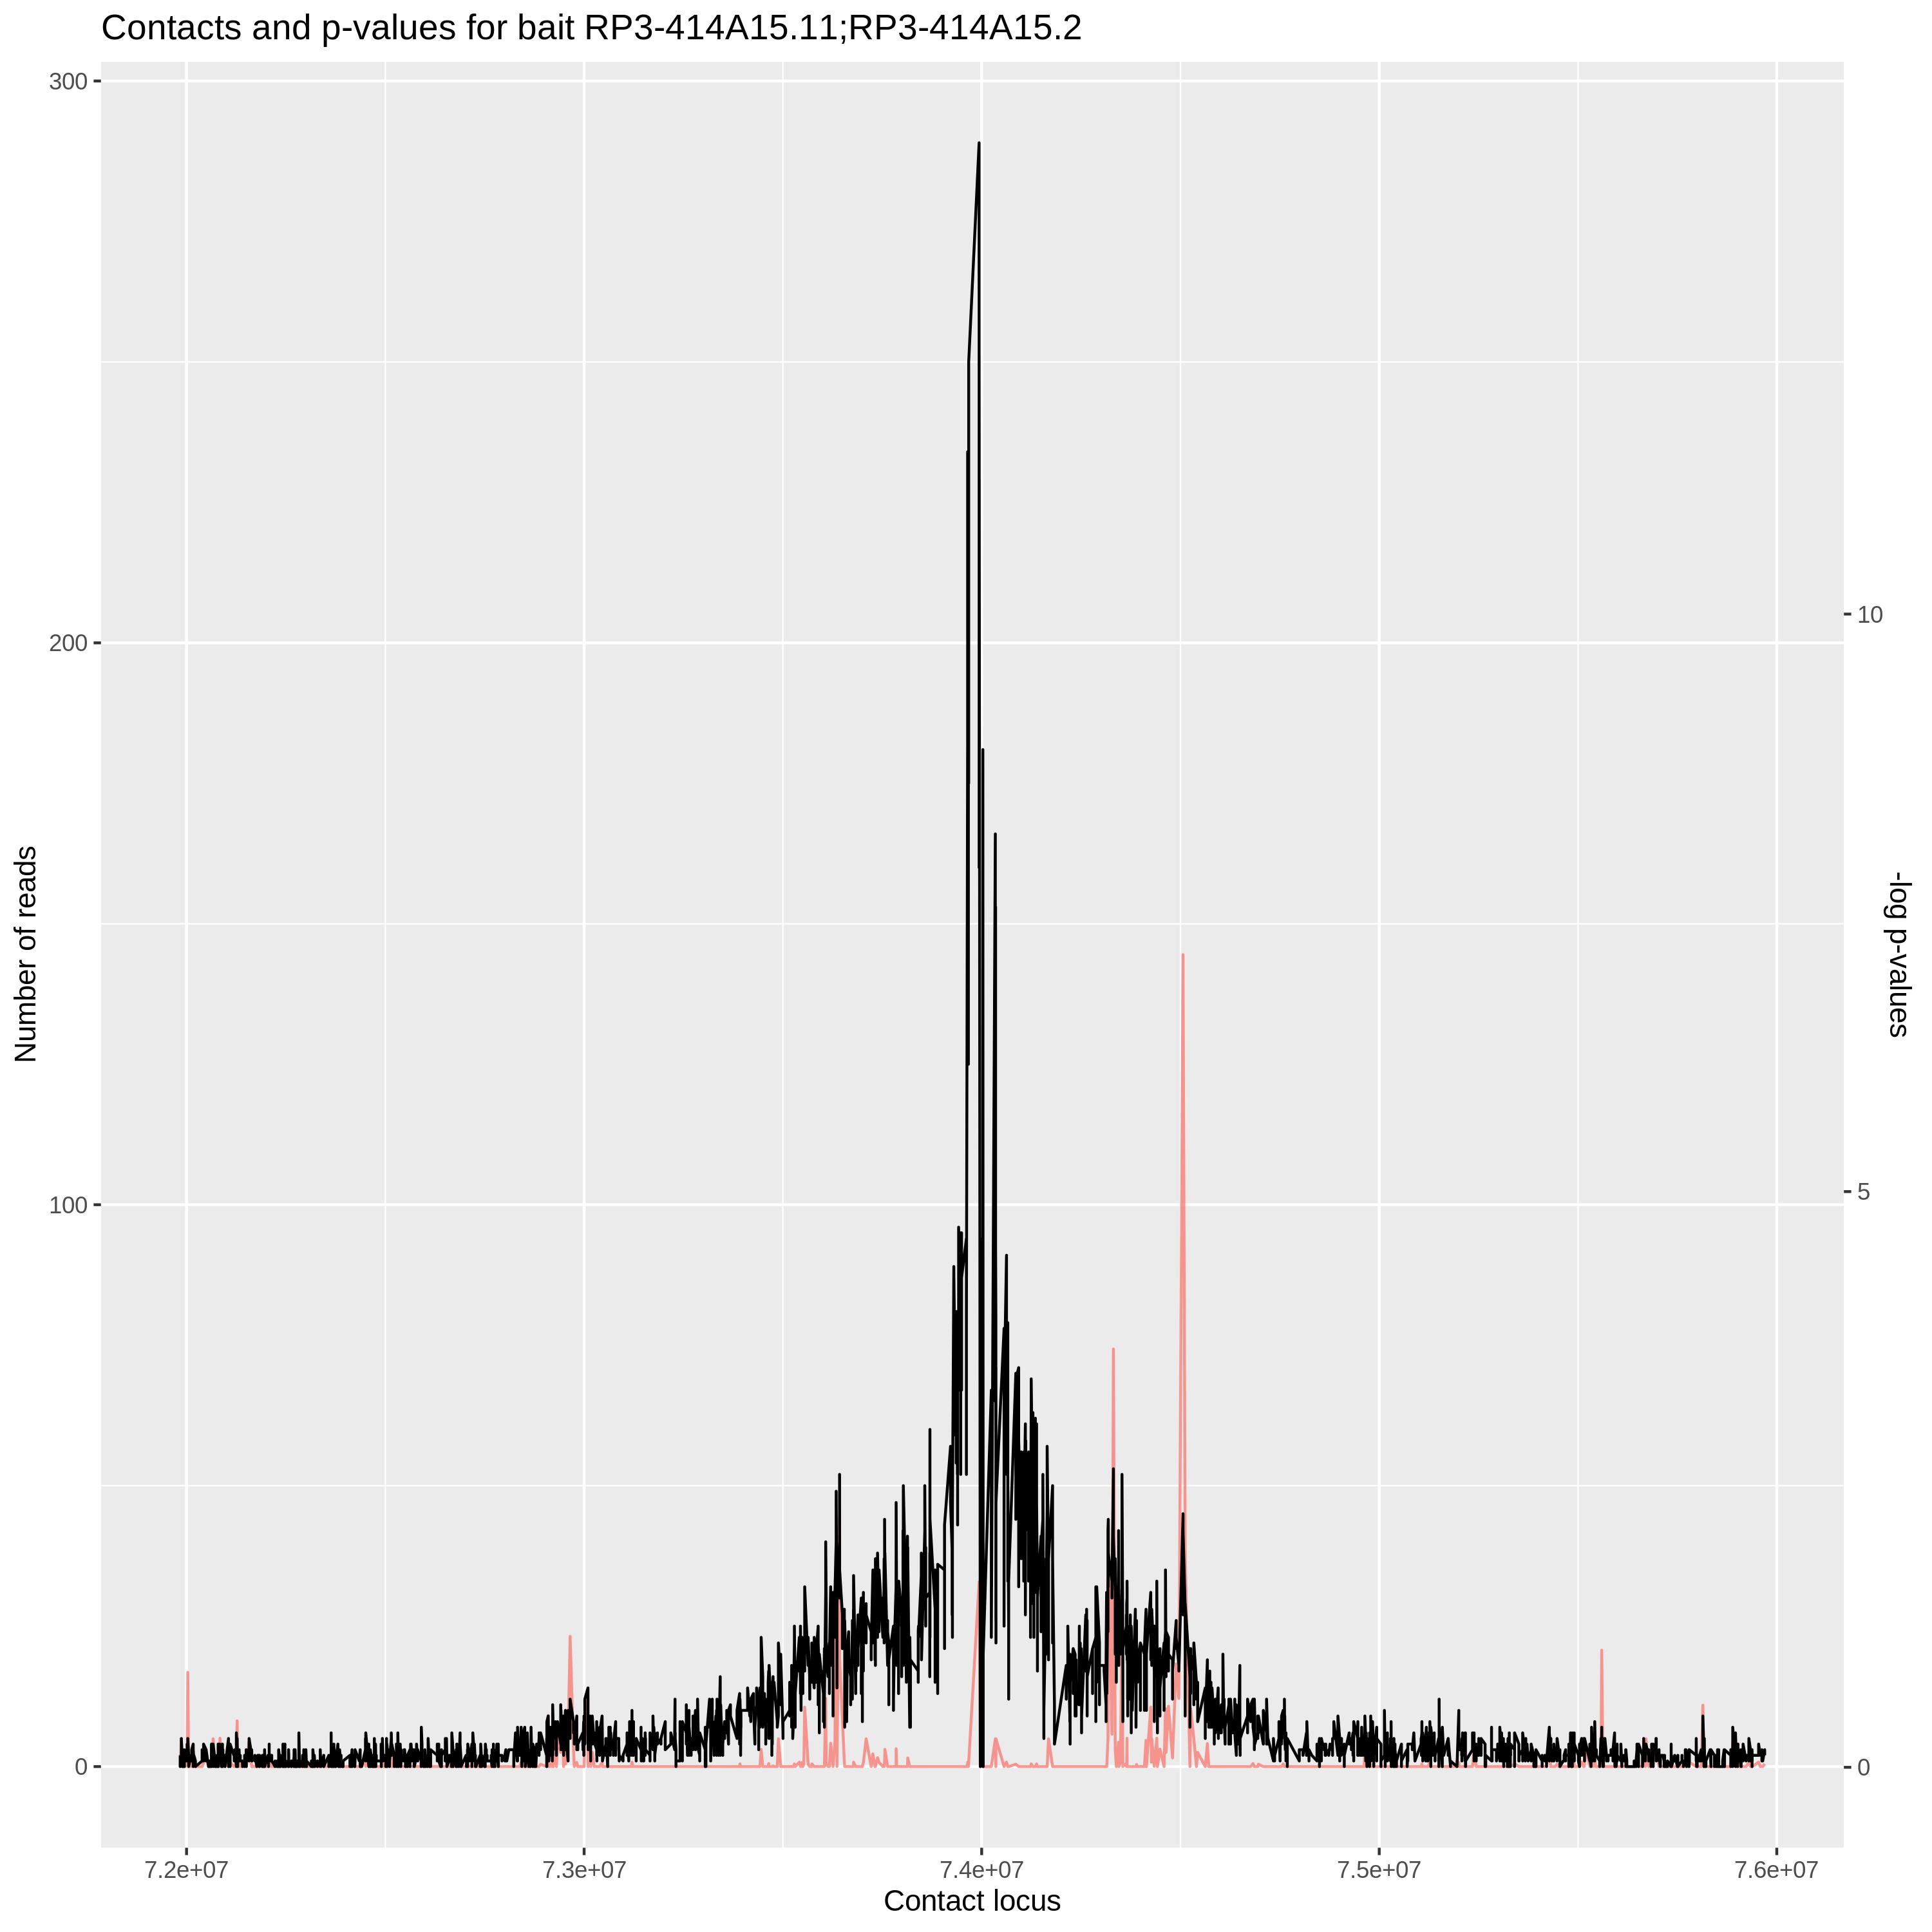 Contacts and p-values for bait RP3-414A15.11;RP3-414A15.2
300
200
100
0
Number of reads
10
5
0
-log p-values
7.2e+07
7.3e+07
7.4e+07
7.5e+07
7.6e+07
Contact locus